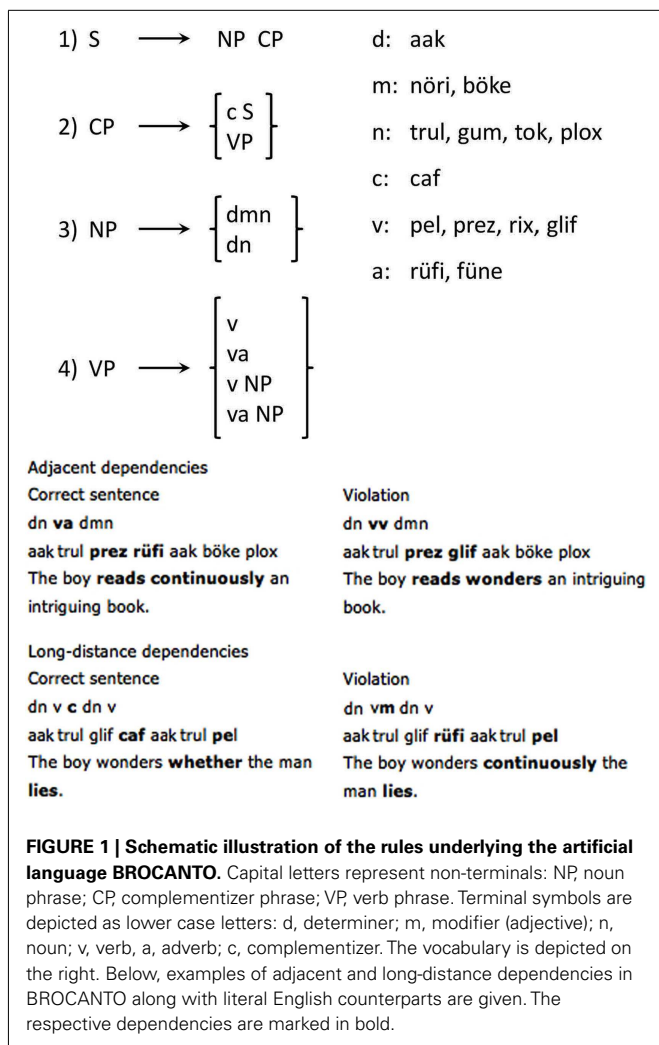 1) S ⟶ NP CP
2) CP ⟶ { c S
VP }
3) NP ⟶ { dmn
dn }
4) VP ⟶ { v
va
v NP
va NP }
d: aak
m: nöri, böke
n: trul, gum, tok, plox
c: caf
v: pel, prez, rix, glif
a: rüfi, füne
Adjacent dependencies
Correct sentence
dn va dmn
aak trul prez rüfi aak böke plox
The boy reads continuously an
intriguing book.
Violation
dn vv dmn
aak trul prez glif aak böke plox
The boy reads wonders an intriguing
book.
Long-distance dependencies
Correct sentence
dn v c dn v
aak trul glif caf aak trul pel
The boy wonders whether the man
lies.
Violation
dn vm dn v
aak trul glif rüfi aak trul pel
The boy wonders continuously the
man lies.
FIGURE 1 | Schematic illustration of the rules underlying the artificial
language BROCANTO. Capital letters represent non-terminals: NP, noun
phrase; CP, complementizer phrase; VP, verb phrase. Terminal symbols are
depicted as lower case letters: d, determiner; m, modifier (adjective); n,
noun; v, verb, a, adverb; c, complementizer. The vocabulary is depicted on
the right. Below, examples of adjacent and long-distance dependencies in
BROCANTO along with literal English counterparts are given. The
respective dependencies are marked in bold.